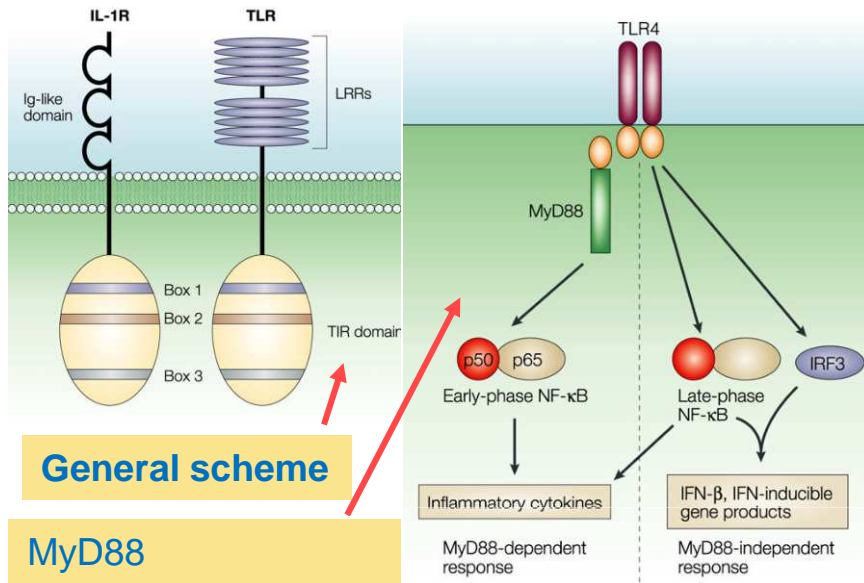 IL-1R
TLR
Ig-like
domain
LRRs
Box 1
Box 2
TIR domain
Box 3
General scheme
MyD88
TLR4
MyD88
p50
p65
IRF3
Early-phase NF-κB
Late-phase
NF-κB
Inflammatory cytokines
IFN-β, IFN-inducible
gene products
MyD88-dependent
response
MyD88-independent
response